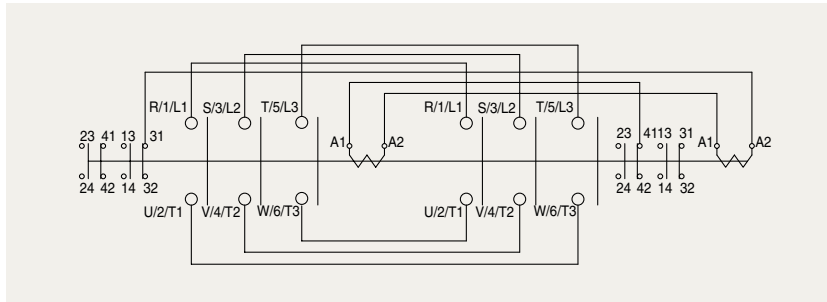 R/1/L1 S/3/L2 T/5/L3 R/1/L1 S/3/L2 T/5/L3
23 41 13 31 A1 A2 23 4113 31 A1 A2
24 42 14 32 24 42 14 32
U/2/T1 V/4/T2 W/6/T3 U/2/T1 V/4/T2 W/6/T3